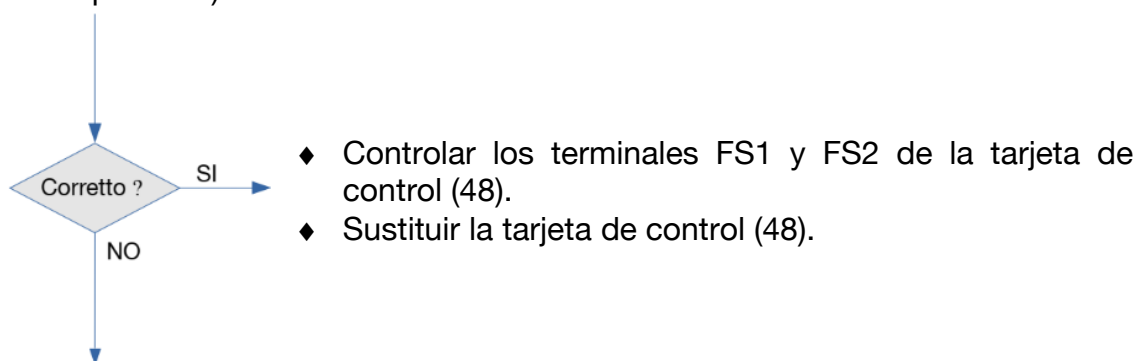 Corretto ?
SI
NO
♦ Controlar los terminales FS1 y FS2 de la tarjeta de
control (48).
♦ Sustituir la tarjeta de control (48).